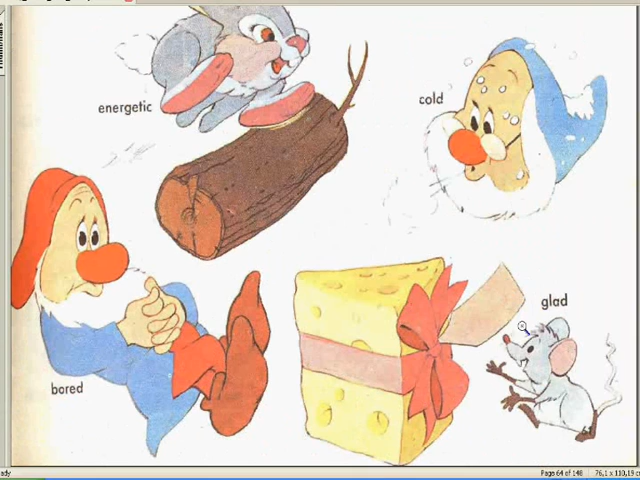 energetic
cold
glad
bored
Page 64 of 148